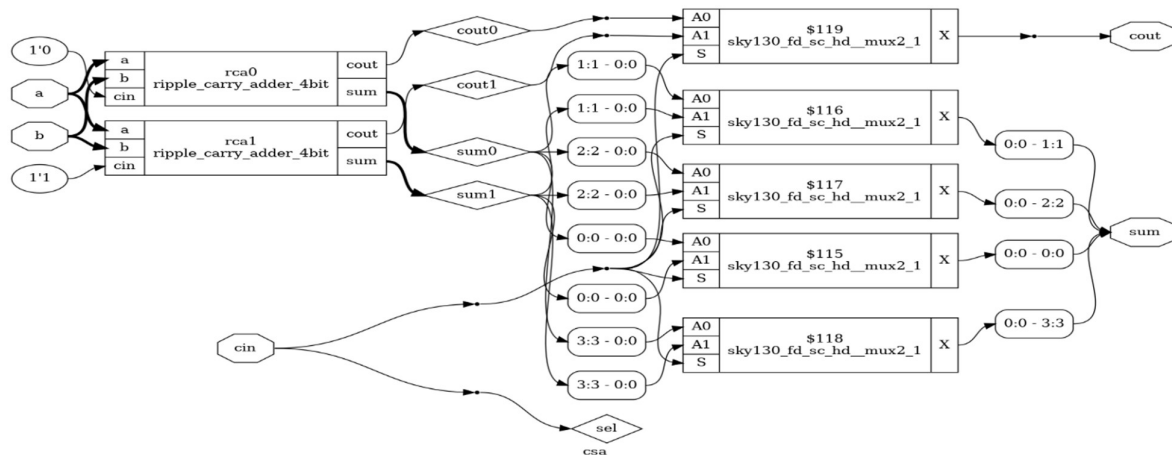 1'0
a
b
1'1
a
b
cin
rca0
ripple_carry_adder_4bit
cout
sum
a
b
cin
rca1
ripple_carry_adder_4bit
cout
sum
cout0
cout1
sum0
sum1
cin
1:1 - 0:0
1:1 - 0:0
2:2 - 0:0
2:2 - 0:0
0:0 - 0:0
0:0 - 0:0
3:3 - 0:0
3:3 - 0:0
sel
A0
A1
S
$119
sky130_fd_sc_hd__mux2_1
X
A0
A1
S
$116
sky130_fd_sc_hd__mux2_1
X
A0
A1
S
$117
sky130_fd_sc_hd__mux2_1
X
A0
A1
S
$115
sky130_fd_sc_hd__mux2_1
X
A0
A1
S
$118
sky130_fd_sc_hd__mux2_1
X
0:0 - 1:1
0:0 - 2:2
0:0 - 0:0
0:0 - 3:3
cout
sum
csa